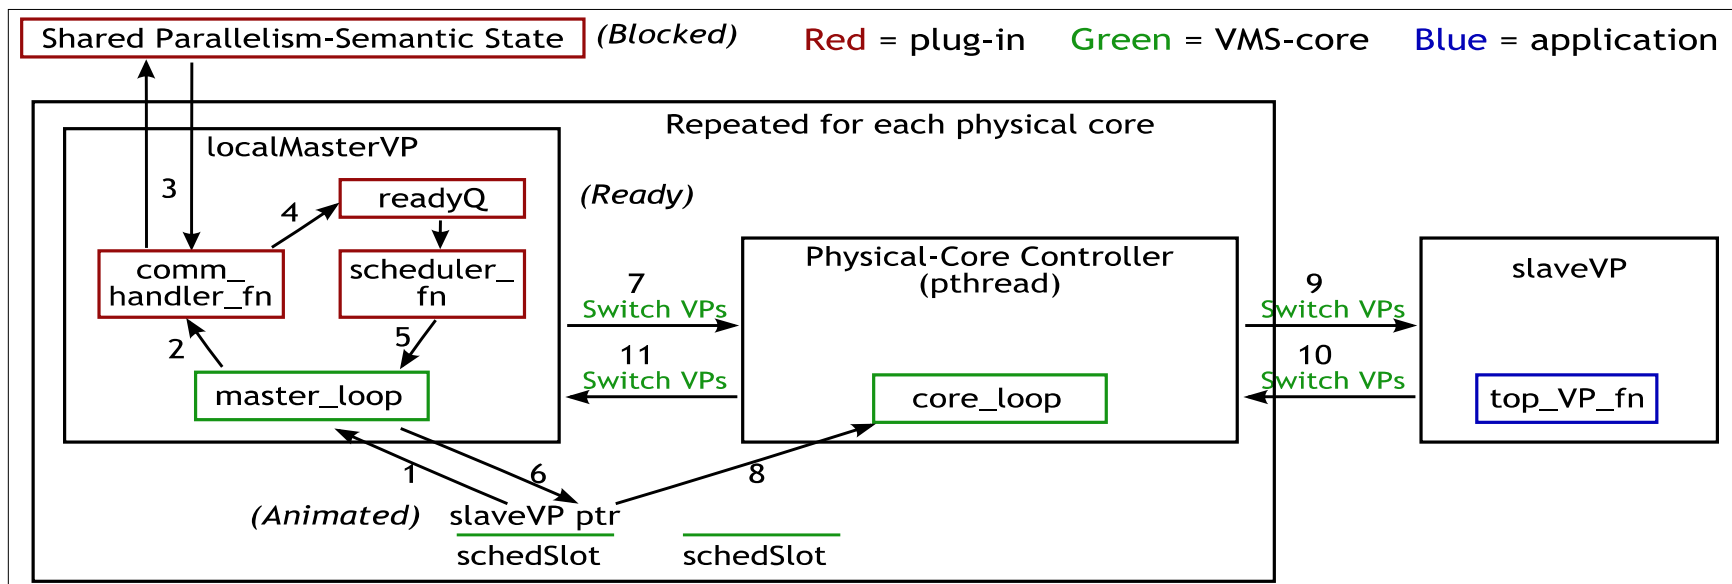 Shared Parallelism-Semantic State
(Blocked)
Red = plug-in
Green = VMS-core
Blue = application
Repeated for each physical core
localMasterVP
3
4
readyQ
(Ready)
comm_
handler_fn
scheduler_
fn
2
5
master_loop
7
Switch VPs
11
Switch VPs
Physical-Core Controller
(pthread)
core_loop
9
Switch VPs
10
Switch VPs
slaveVP
top_VP_fn
1
6
8
(Animated)
slaveVP ptr
schedSlot
schedSlot